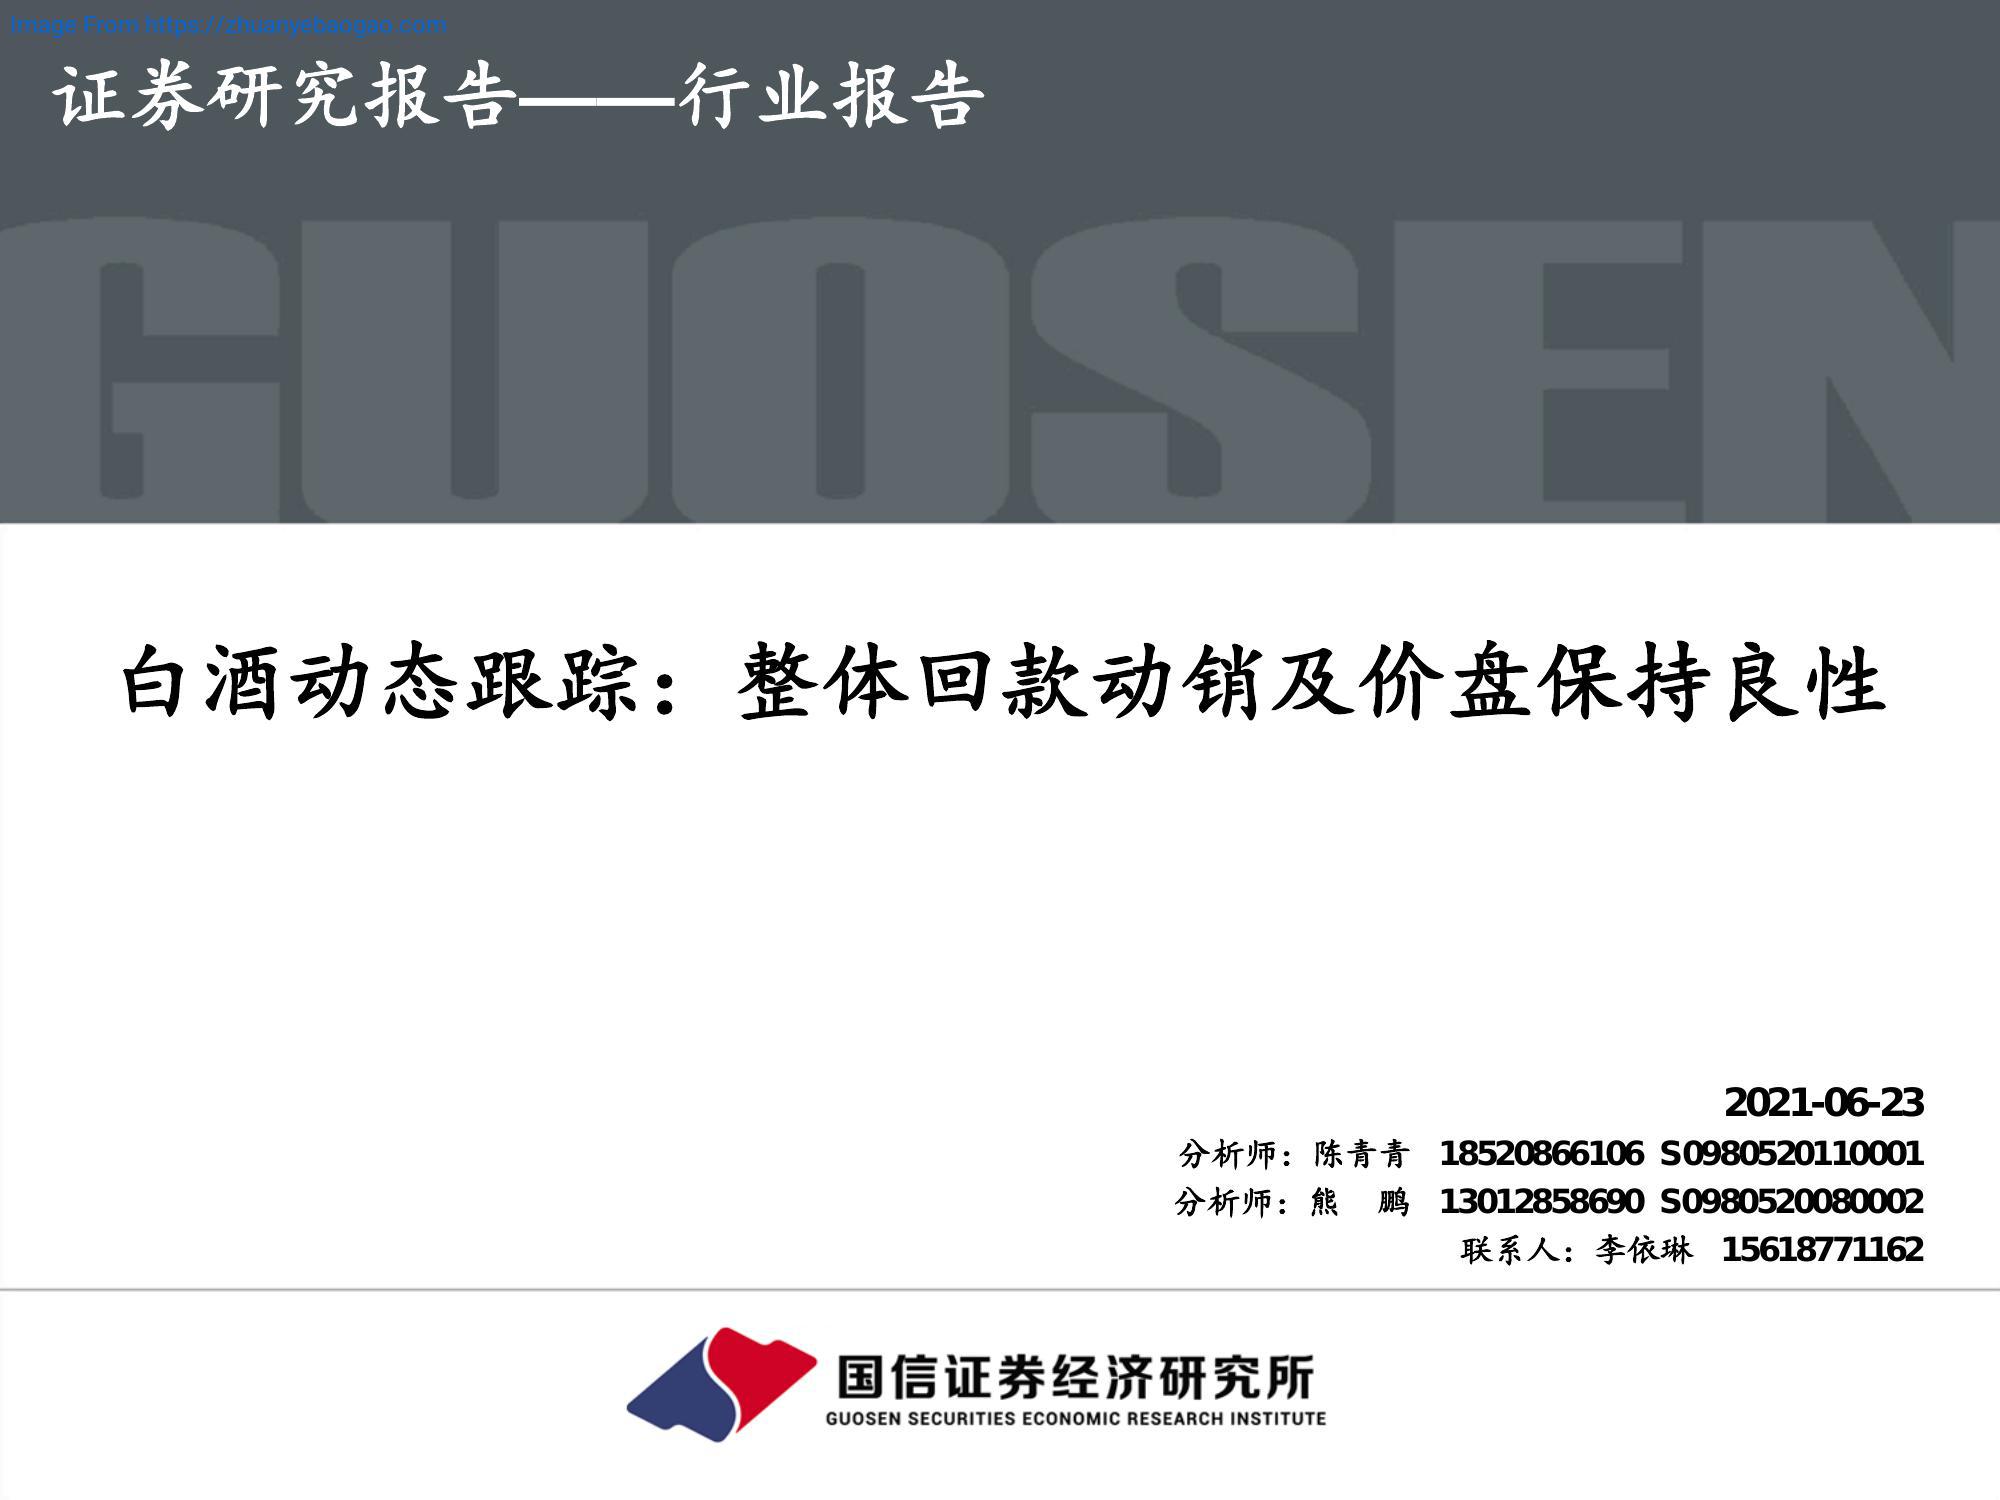 Image From https://zhuanyebaogao.com
证券研究报告——行业报告
GUOSEN
白酒动态跟踪：整体回款动销及价盘保持良性
2021-06-23
分析师：陈青青 18520866106 S0980520110001
分析师：熊 鹏 13012858690 S0980520080002
联系人：李依琳 15618771162
国信证券经济研究所
GUOSEN SECURITIES ECONOMIC RESEARCH INSTITUTE